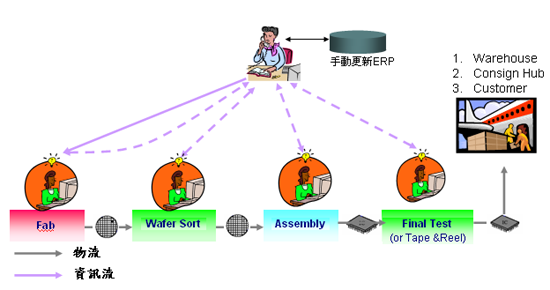 手動更新ERP
1. Warehouse
2. Consign Hub
3. Customer
Fab
Wafer Sort
Assembly
Final Test
(or Tape &Reel)
物流
資訊流